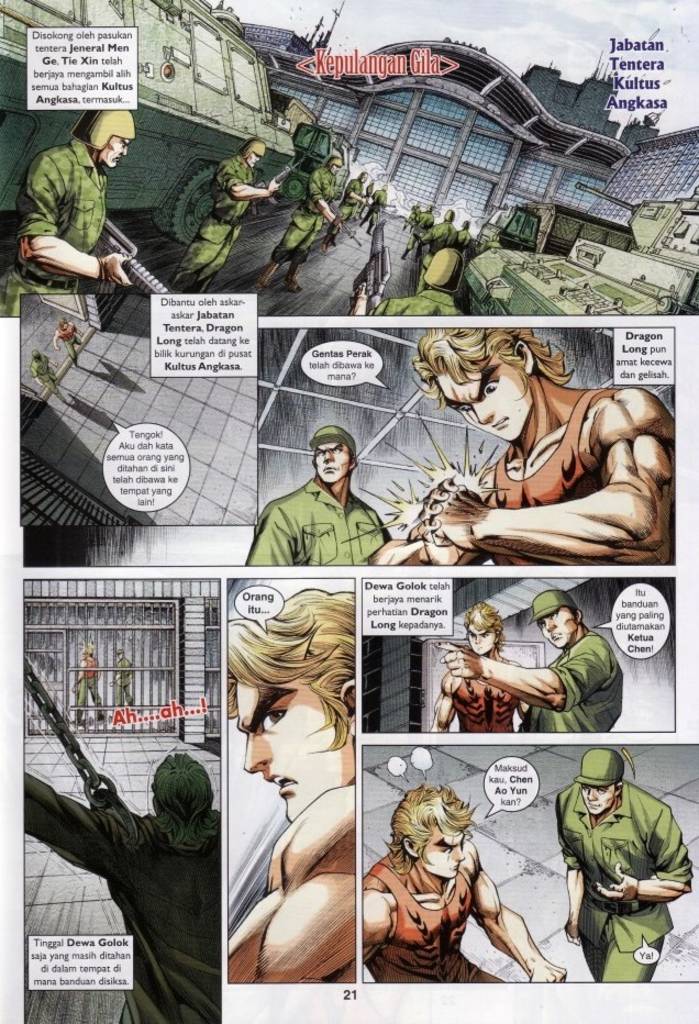 Disokong oleh pasukan
tentera Jeneral Men
Ge, Tie Xin telah
berjaya mengambil alih
semua bahagian Kultus
Angkasa, termasuk...
<Kepulangan Gila>
Jabatan
Tentera
Kultus
Angkasa
Dibantu oleh askar-
askar Jabatan
Tentera, Dragon
Long telah datang ke
bilik kurungan di pusat
Kultus Angkasa.
Tengok!
Aku dah kata
semua orang yang
ditahan di sini
telah dibawa ke
tempat yang
lain!
Gentas Perak
telah dibawa ke
mana?
Dragon
Long pun
amat kecewa
dan gelisah.
Ah....ah...!
Tinggal Dewa Golok
saja yang masih ditahan
di dalam tempat di
mana banduan disiksa.
Orang
itu...
Dewa Golok telah
berjaya menarik
perhatian Dragon
Long kepadanya.
Itu
banduan
yang paling
diutamakan
Ketua
Chen!
Maksud
kau, Chen
Ao Yun
kan?
Ya!
21